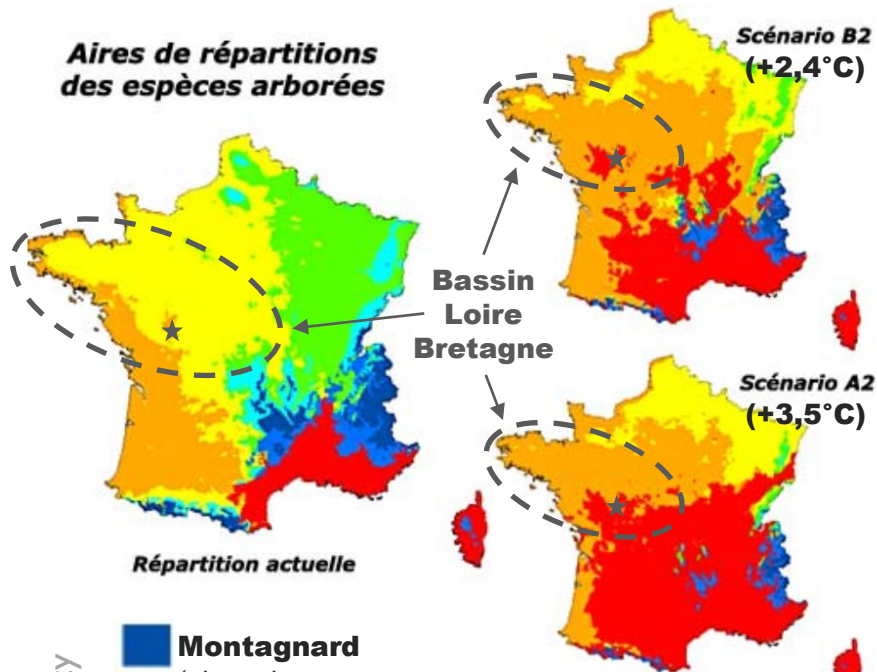 Aires de répartitions
des espèces arborées
Scénario B2
(+2,4°C)
Bassin
Loire
Bretagne
Scénario A2
(+3,5°C)
Répartition actuelle
Montagnard